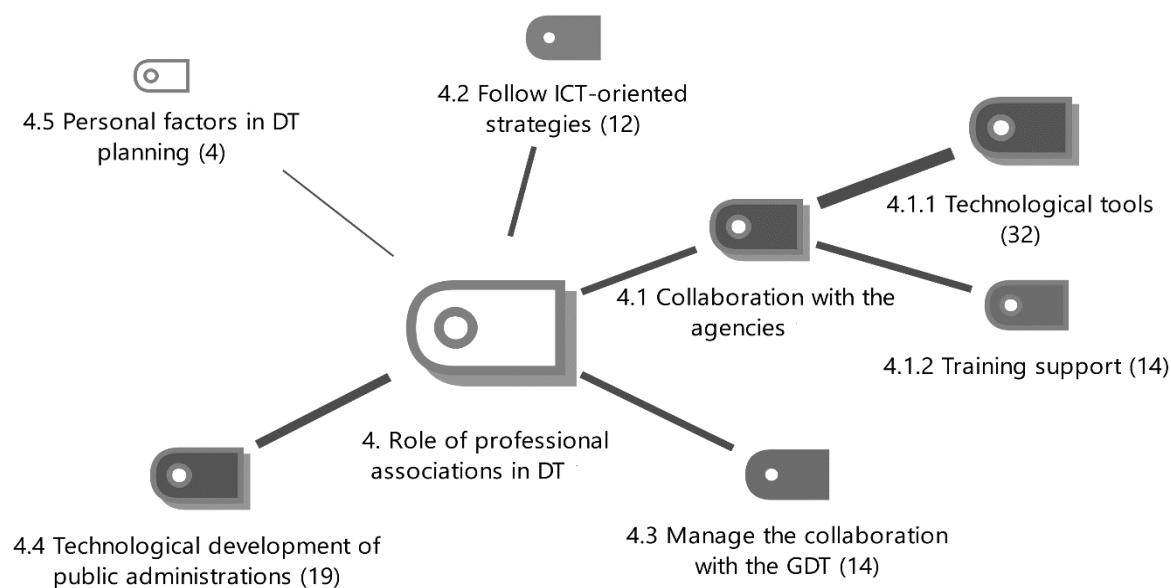 4.5 Personal factors in DT
planning (4)
4.2 Follow ICT-oriented
strategies (12)
4.1.1 Technological tools
(32)
4.1 Collaboration with the
agencies
4.1.2 Training support (14)
4. Role of professional
associations in DT
4.4 Technological development of
public administrations (19)
4.3 Manage the collaboration
with the GDT (14)